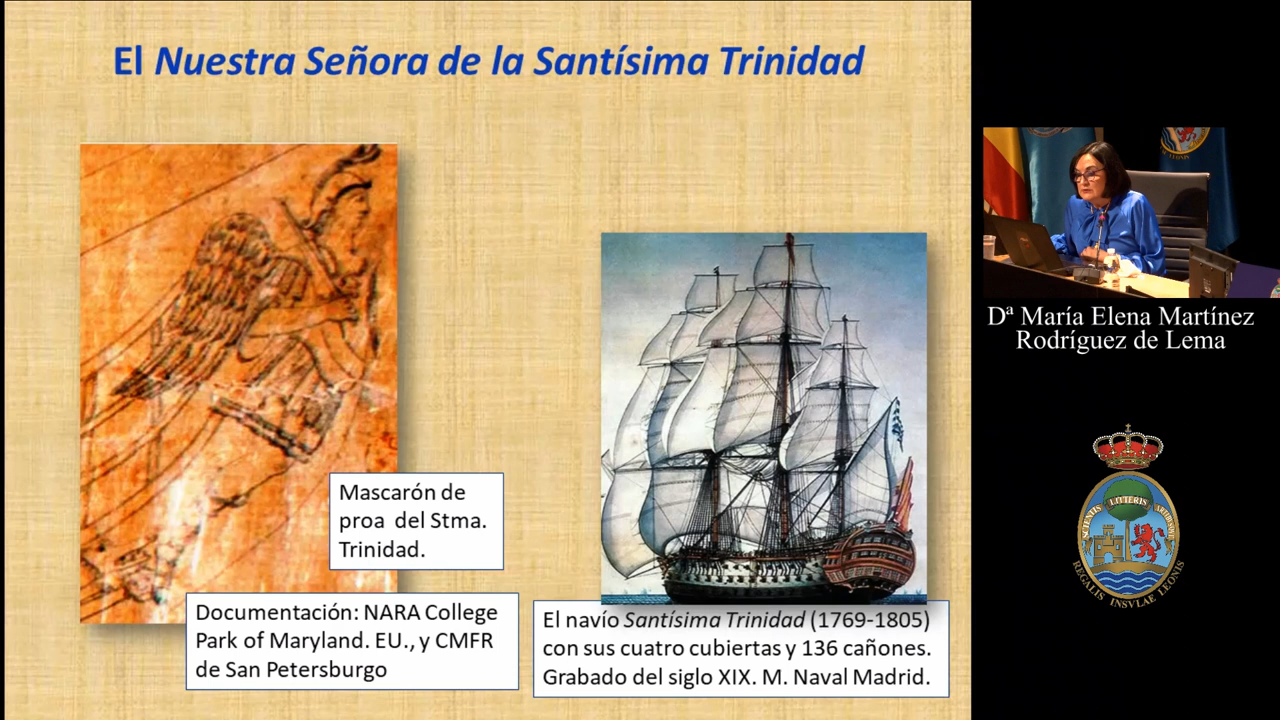 El Nuestra Señora de la Santísima Trinidad
Mascarón de
proa del Stma.
Trinidad.
Documentación: NARA College
Park of Maryland. EU., y CMFR
de San Petersburgo
El navío Santísima Trinidad (1769-1805)
con sus cuatro cubiertas y 136 cañones.
Grabado del siglo XIX. M. Naval Madrid.
Dª María Elena Martínez
Rodríguez de Lema
SCIENTIIS LITTERIS ARTIBUSQUE
REGALIS INSVLAE LEONIS